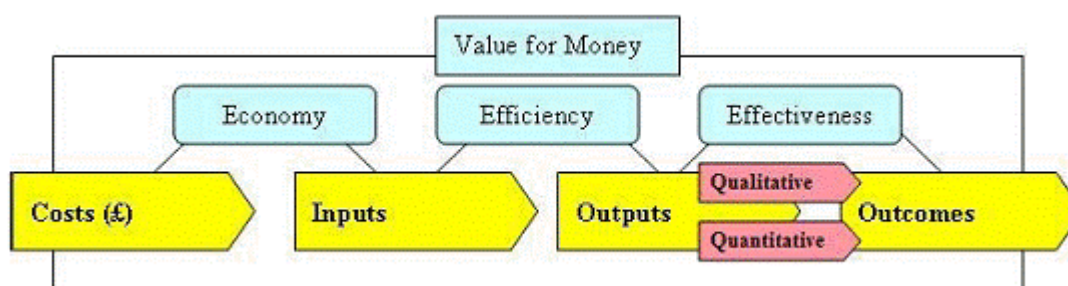 Value for Money
Economy
Efficiency
Effectiveness
Costs (£)
Inputs
Outputs
Qualitative
Quantitative
Outcomes